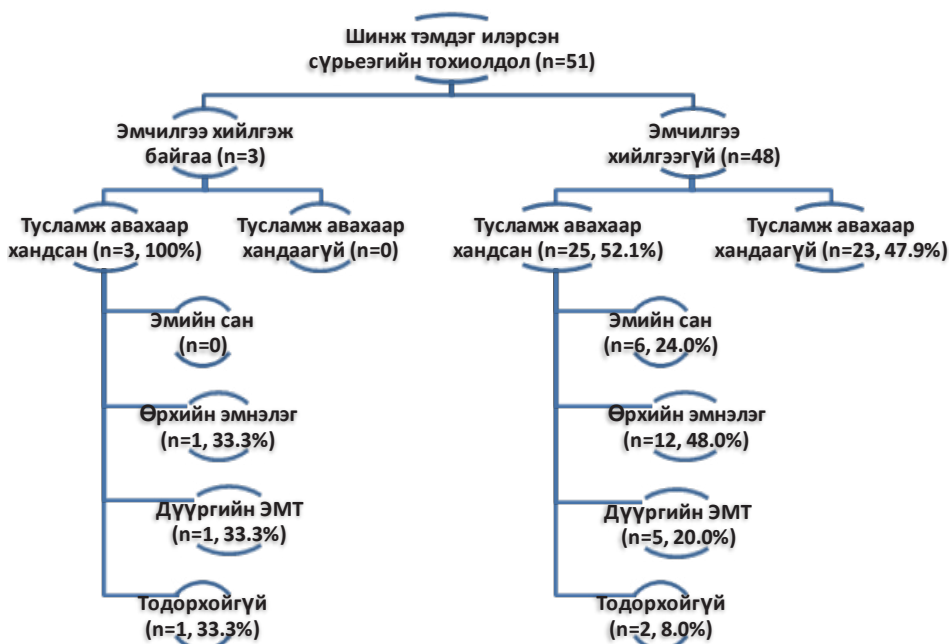 Шинж тэмдэг илэрсэн
сүрьеэгийн тохиолдол (n=51)
Эмчилгээ хийлгэж
байгаа (n=3)
Эмчилгээ
хийлгээгүй (n=48)
Тусламж авахаар
хандсан (n=3, 100%)
Тусламж авахаар
хандаагүй (n=0)
Тусламж авахаар
хандсан (n=25, 52.1%)
Тусламж авахаар
хандаагүй (n=23, 47.9%)
Эмийн сан
(n=0)
Өрхийн эмнэлэг
(n=1, 33.3%)
Дүүргийн ЭМТ
(n=1, 33.3%)
Тодорхойгүй
(n=1, 33.3%)
Эмийн сан
(n=6, 24.0%)
Өрхийн эмнэлэг
(n=12, 48.0%)
Дүүргийн ЭМТ
(n=5, 20.0%)
Тодорхойгүй
(n=2, 8.0%)